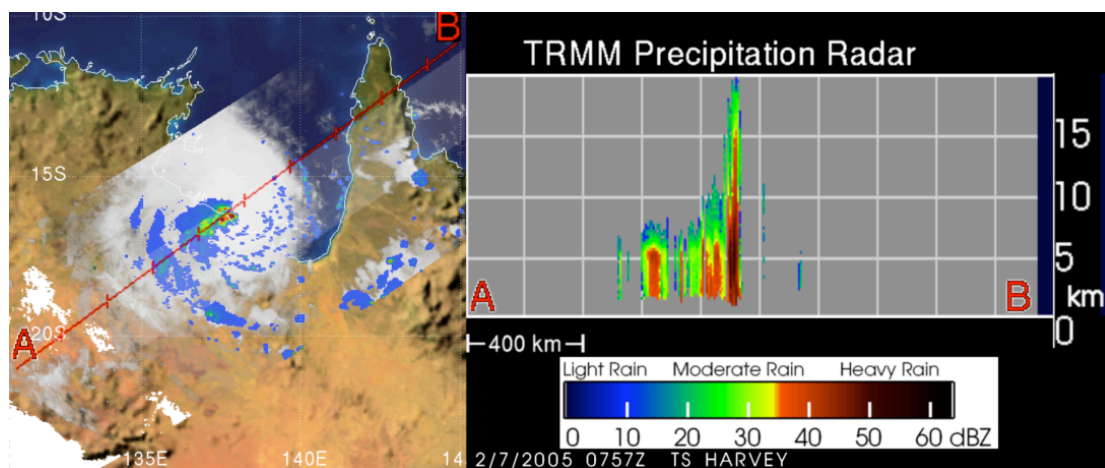 10S
B
15S
A
20S
135E
140E
14
TRMM Precipitation Radar
15
10
5
km
A
B
0
400 km
Light Rain Moderate Rain Heavy Rain
0 10 20 30 40 50 60 dBZ
2/7/2005 0757Z TS HARVEY